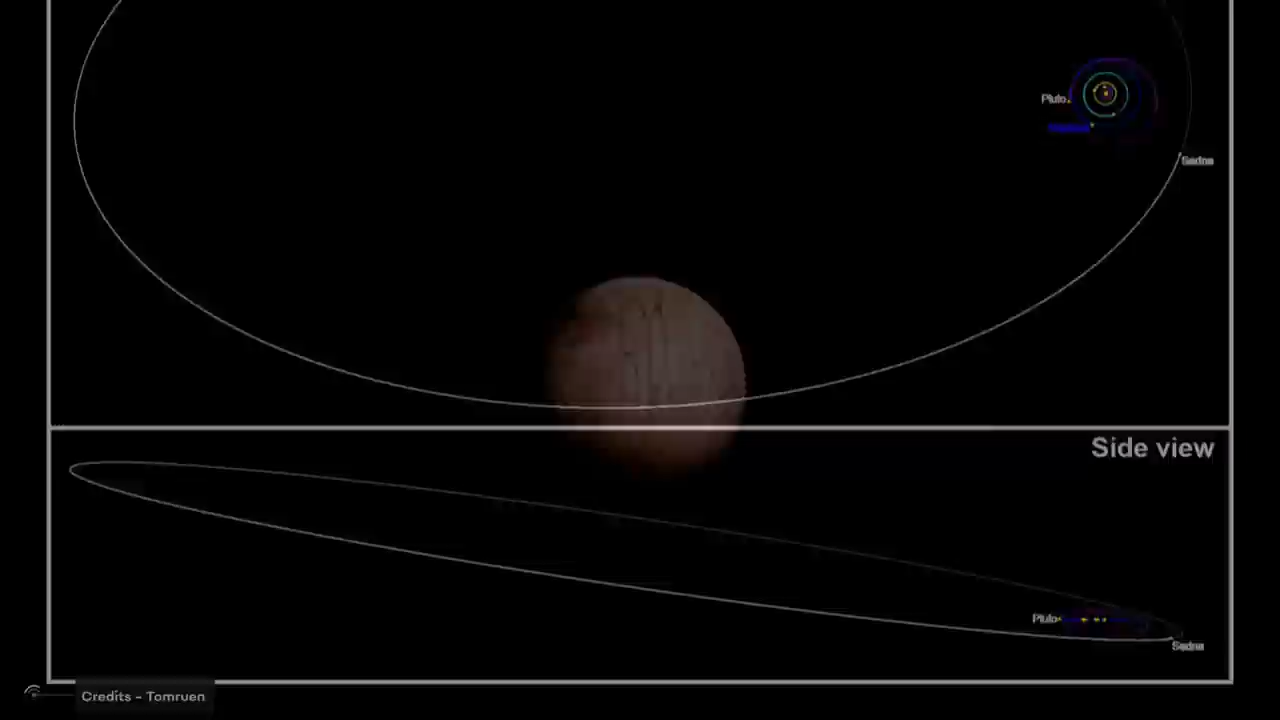 Pluto
Sedna
Side view
Pluto
Sedna
Credits - Tomruen